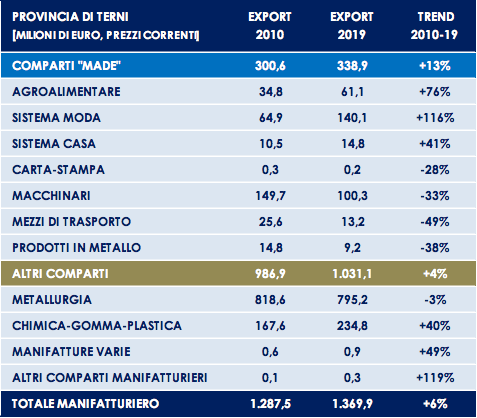 PROVINCIA DI TERNI EXPORT EXPORT TREND
[MILIONI DI EURO, PREZZI CORRENTI] 2010 2019 2010-19
COMPARTI "MADE" 300,6 338,9 +13%
AGROALIMENTARE 34,8 61,1 +76%
SISTEMA MODA 64,9 140,1 +116%
SISTEMA CASA 10,5 14,8 +41%
CARTA-STAMPA 0,3 0,2 -28%
MACCHINARI 149,7 100,3 -33%
MEZZI DI TRASPORTO 25,6 13,2 -49%
PRODOTTI IN METALLO 14,8 9,2 -38%
ALTRI COMPARTI 986,9 1.031,1 +4%
METALLURGIA 818,6 795,2 -3%
CHIMICA-GOMMA-PLASTICA 167,6 234,8 +40%
MANIFATTURE VARIE 0,6 0,9 +49%
ALTRI COMPARTI MANIFATTURIERI 0,1 0,3 +119%
TOTALE MANIFATTURIERO 1.287,5 1.369,9 +6%